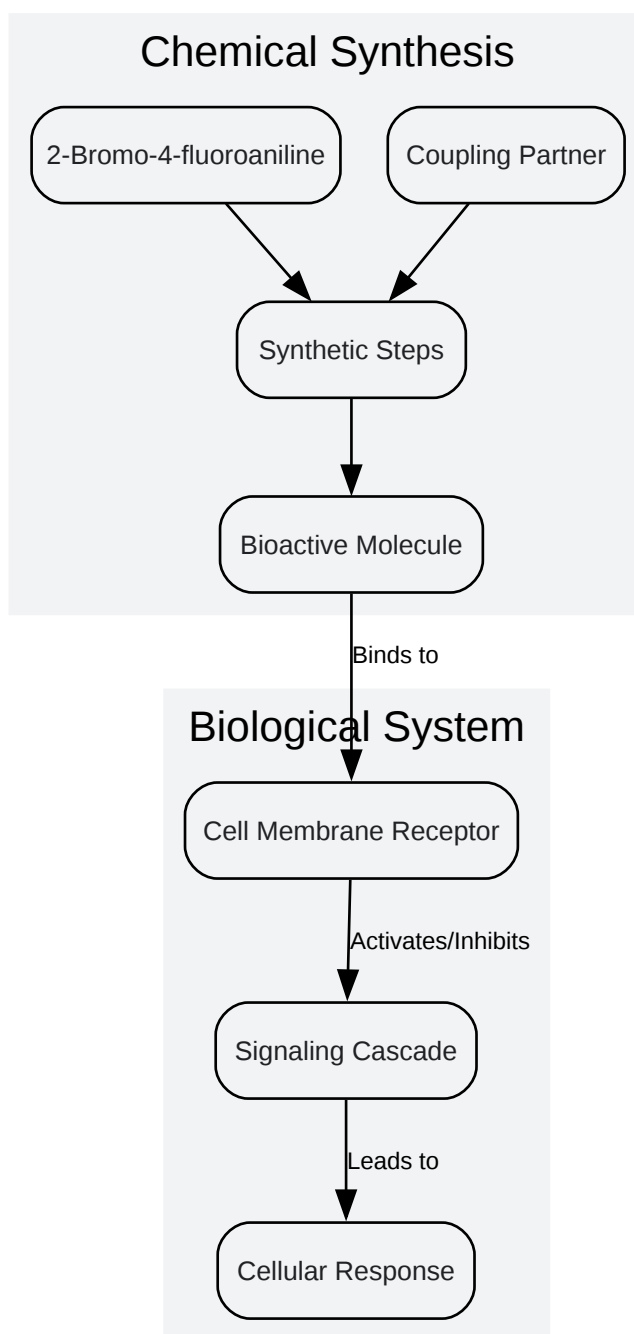 Chemical Synthesis
2-Bromo-4-fluoroaniline
Coupling Partner
Synthetic Steps
Bioactive Molecule
Binds to
Biological System
Cell Membrane Receptor
Activates/Inhibits
Signaling Cascade
Leads to
Cellular Response